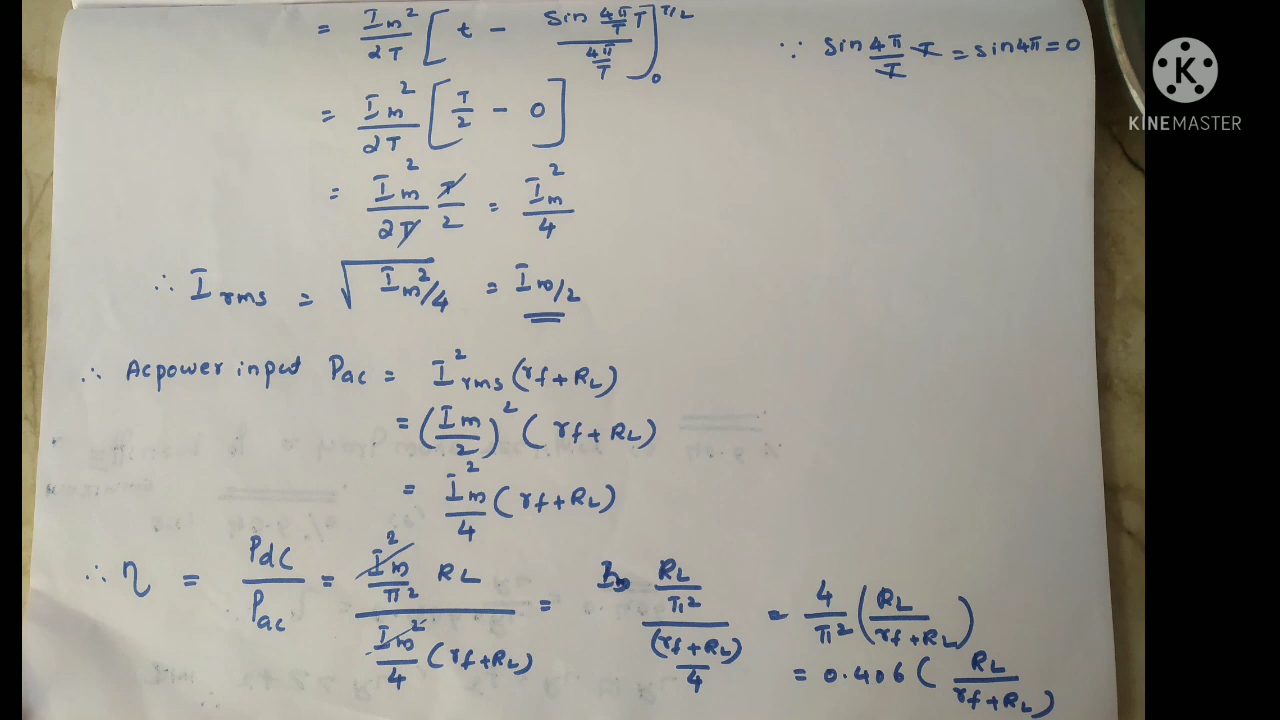 = Im²/2T [ t - sin 4π/T T / 4π/T ]₀^T/2 ∵ sin 4π/T T = sin4π = 0
= Im²/2T [ T/2 - 0 ]
= Im²/2T T/2 = Im²/4
∴ Irms = √Im²/4 = Im/2
∴ Ac power input Pac = I²rms (rf + RL)
= (Im/2)² (rf + RL)
= Im²/4 (rf + RL)
∴ η = Pdc/Pac = Im²/π² RL / Im²/4 (rf + RL) = RL/π² / (rf + RL)/4 = 4/π² (RL/rf + RL)
= 0.406 (RL/rf + RL)
K
KINEMASTER